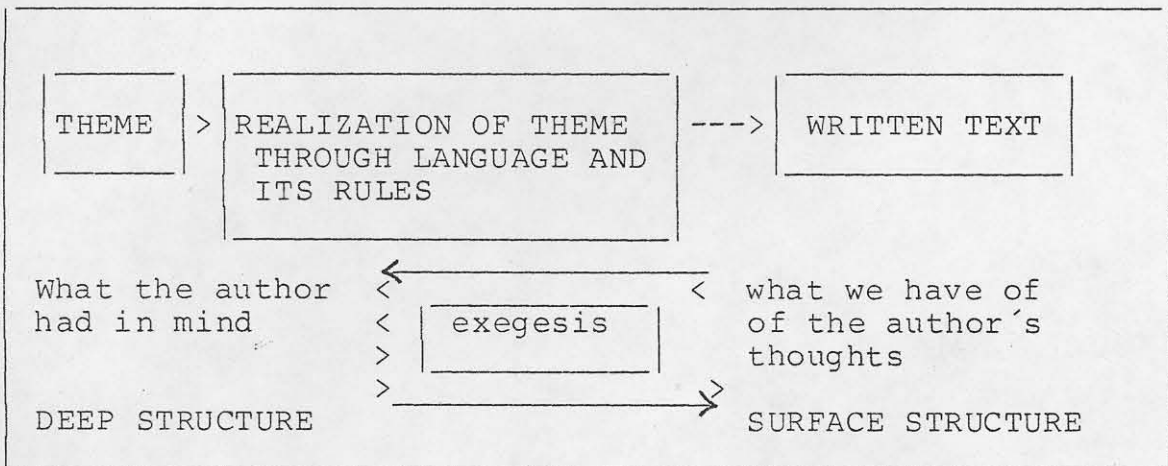 THEME > REALIZATION OF THEME ---> WRITTEN TEXT
THROUGH LANGUAGE AND
ITS RULES
What the author < < what we have of
had in mind < exegesis of the author´s
> thoughts
> >
DEEP STRUCTURE SURFACE STRUCTURE